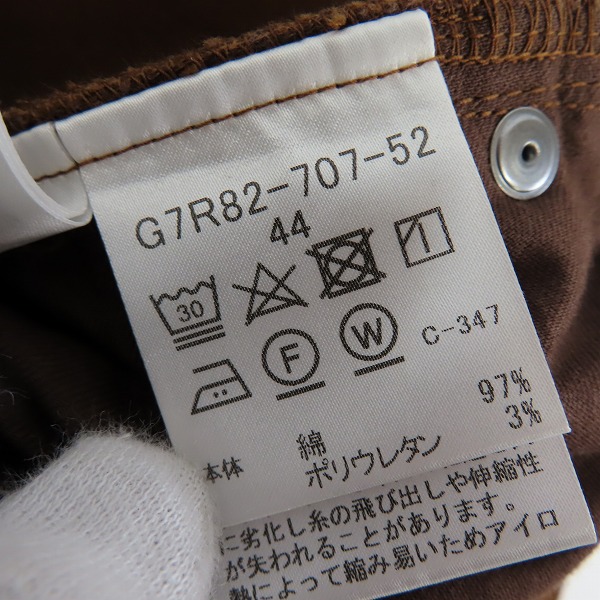 G7R82-707-52
44
30
F W C-347
本体 綿 97%
ポリウレタン 3%
に劣化し糸の飛び出しや伸縮性
が失われることがあります。
熱によって縮み易いためアイロ